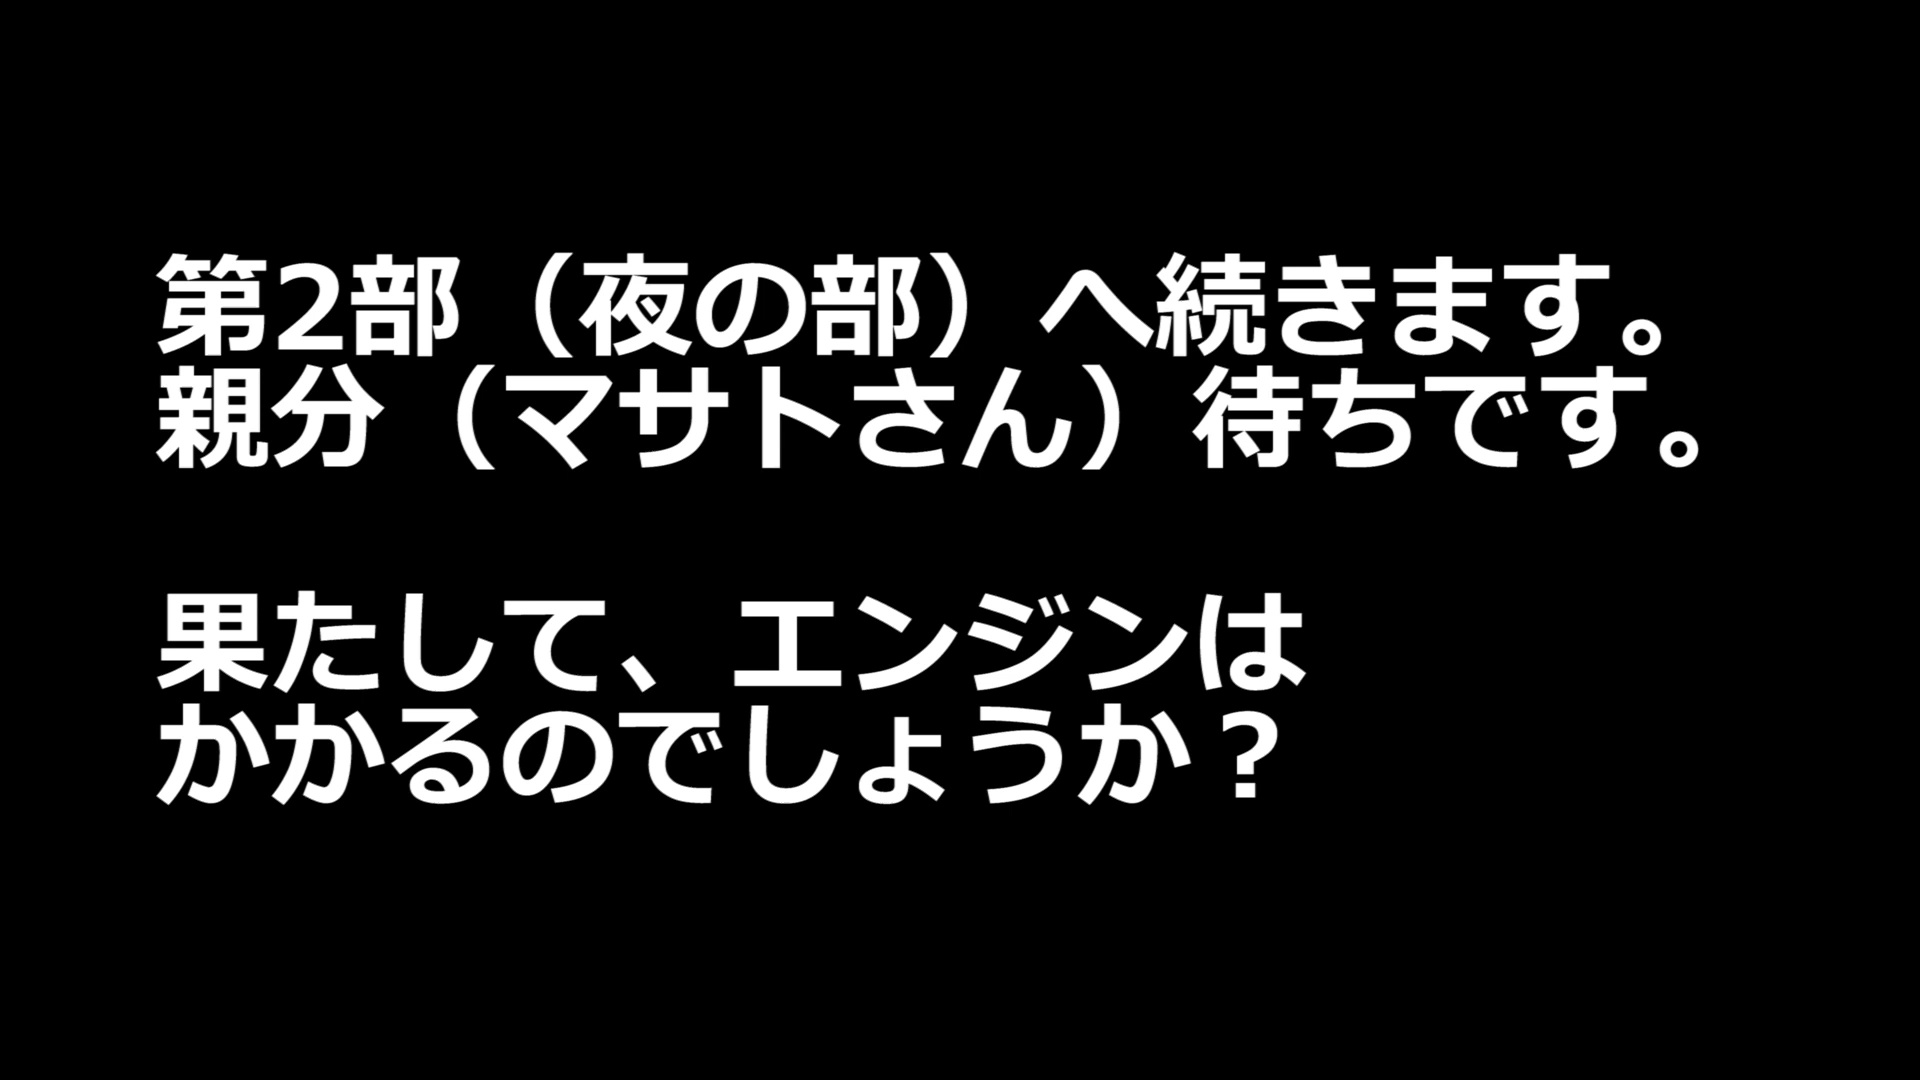 第2部（夜の部）へ続きます。
親分（マサトさん）待ちです。
果たして、エンジンは
かかるのでしょうか？